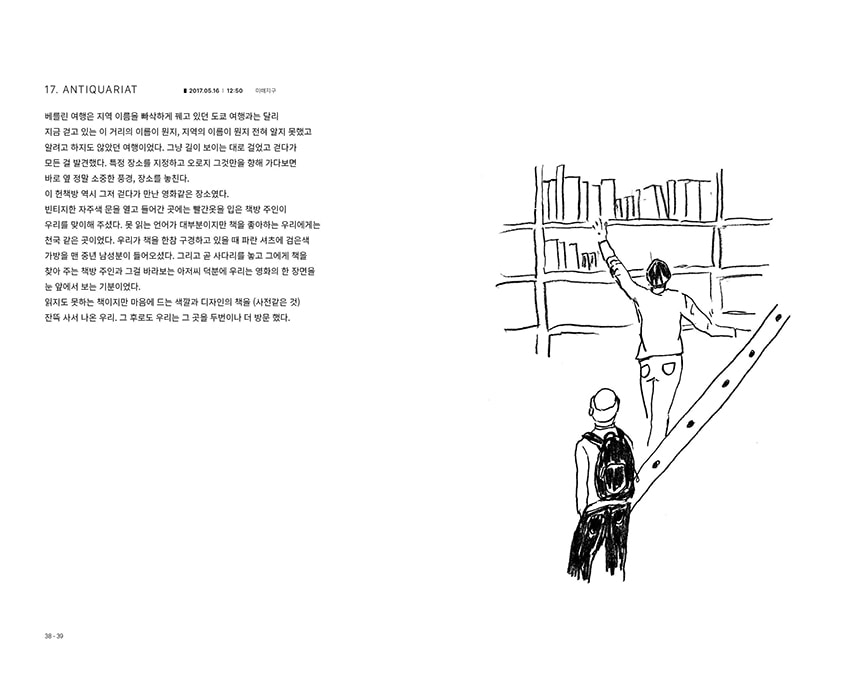 17. ANTIQUARIAT
2017.05.16 | 12:50 미떼지구
베를린 여행은 지역 이름을 빠삭하게 꿰고 있던 도쿄 여행과는 달리
지금 걷고 있는 이 거리의 이름이 뭔지, 지역의 이름이 뭔지 전혀 알지 못했고
알려고 하지도 않았던 여행이었다. 그냥 길이 보이는 대로 걸었고 걷다가
모든 걸 발견했다. 특정 장소를 지정하고 오로지 그것만을 향해 가다보면
바로 옆 정말 소중한 풍경, 장소를 놓친다.
이 헌책방 역시 그저 걷다가 만난 영화같은 장소였다.
빈티지한 자주색 문을 열고 들어간 곳에는 빨간옷을 입은 책방 주인이
우리를 맞이해 주셨다. 못 읽는 언어가 대부분이지만 책을 좋아하는 우리에게는
천국 같은 곳이었다. 우리가 책을 한참 구경하고 있을 때 파란 셔츠에 검은색
가방을 맨 중년 남성분이 들어오셨다. 그리고 곧 사다리를 놓고 그에게 책을
찾아 주는 책방 주인과 그걸 바라보는 아저씨 덕분에 우리는 영화의 한 장면을
눈 앞에서 보는 기분이었다.
읽지도 못하는 책이지만 마음에 드는 색깔과 디자인의 책을 (사전같은 것)
잔뜩 사서 나온 우리. 그 후로도 우리는 그 곳을 두번이나 더 방문 했다.
38 - 39